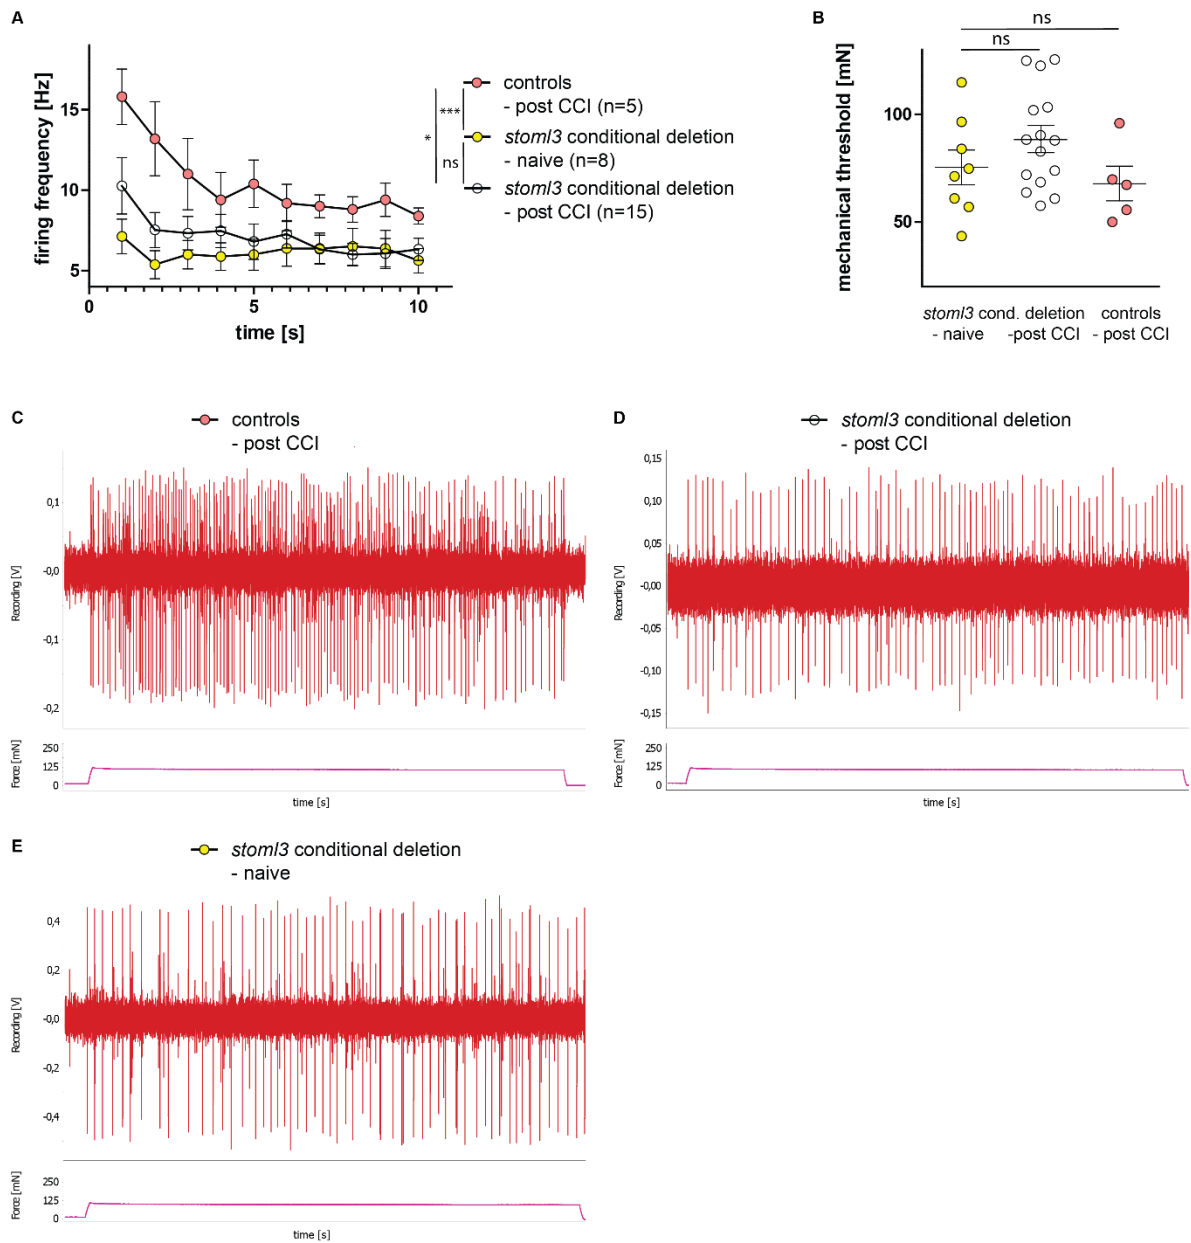 A
firing frequency [Hz]
15
10
5
0
5
10
time [s]
controls
- post CCI (n=5)
stoml3 conditional deletion
- naive (n=8)
stoml3 conditional deletion
- post CCI (n=15)
***
*
ns
B
ns
ns
mechanical threshold [mN]
100
50
stoml3 cond. deletion
- naive
-post CCI
controls
- post CCI
C
controls
- post CCI
Recording [V]
0,1
-0,0
-0,1
-0,2
Force [mN]
250
125
0
time [s]
D
stoml3 conditional deletion
- post CCI
Recording [V]
0,15
0,10
0,05
-0,00
-0,05
-0,10
-0,15
Force [mN]
250
125
0
time [s]
E
stoml3 conditional deletion
- naive
Recording [V]
0,4
0,2
-0,0
-0,2
-0,4
Force [mN]
250
125
0
time [s]